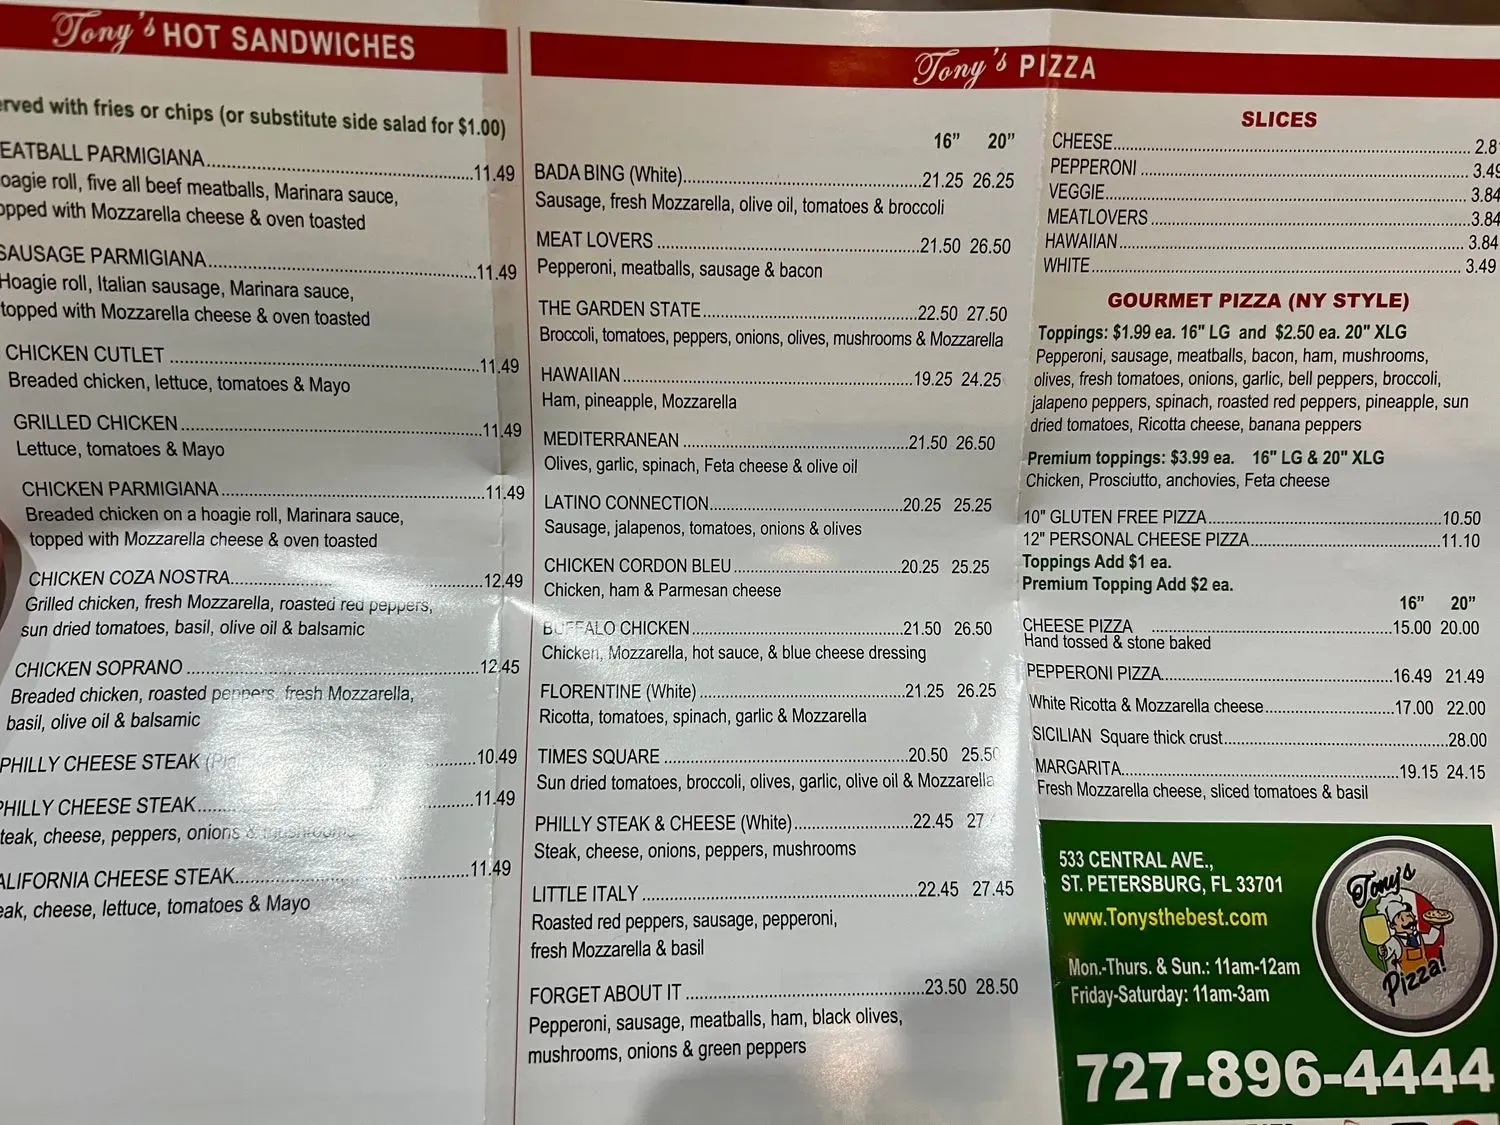 Tony's HOT SANDWICHES
served with fries or chips (or substitute side salad for $1.00)
MEATBALL PARMIGIANA 11.49
Hoagie roll, five all beef meatballs, Marinara sauce,
topped with Mozzarella cheese & oven toasted
SAUSAGE PARMIGIANA 11.49
Hoagie roll, Italian sausage, Marinara sauce,
topped with Mozzarella cheese & oven toasted
CHICKEN CUTLET 11.49
Breaded chicken, lettuce, tomatoes & Mayo
GRILLED CHICKEN 11.49
Lettuce, tomatoes & Mayo
CHICKEN PARMIGIANA 11.49
Breaded chicken on a hoagie roll, Marinara sauce,
topped with Mozzarella cheese & oven toasted
CHICKEN COZA NOSTRA 12.49
Grilled chicken, fresh Mozzarella, roasted red peppers,
sun dried tomatoes, basil, olive oil & balsamic
CHICKEN SOPRANO 12.45
Breaded chicken, roasted peppers, fresh Mozzarella,
basil, olive oil & balsamic
PHILLY CHEESE STEAK 10.49
PHILLY CHEESE STEAK 11.49
Steak, cheese, peppers, onions & mushrooms
CALIFORNIA CHEESE STEAK 11.49
Steak, cheese, lettuce, tomatoes & Mayo
Tony's PIZZA
16” 20”
BADA BING (White) 21.25 26.25
Sausage, fresh Mozzarella, olive oil, tomatoes & broccoli
MEAT LOVERS 21.50 26.50
Pepperoni, meatballs, sausage & bacon
THE GARDEN STATE 22.50 27.50
Broccoli, tomatoes, peppers, onions, olives, mushrooms & Mozzarella
HAWAIIAN 19.25 24.25
Ham, pineapple, Mozzarella
MEDITERRANEAN 21.50 26.50
Olives, garlic, spinach, Feta cheese & olive oil
LATINO CONNECTION 20.25 25.25
Sausage, jalapenos, tomatoes, onions & olives
CHICKEN CORDON BLEU 20.25 25.25
Chicken, ham & Parmesan cheese
BUFFALO CHICKEN 21.50 26.50
Chicken, Mozzarella, hot sauce, & blue cheese dressing
FLORENTINE (White) 21.25 26.25
Ricotta, tomatoes, spinach, garlic & Mozzarella
TIMES SQUARE 20.50 25.50
Sun dried tomatoes, broccoli, olives, garlic, olive oil & Mozzarella
PHILLY STEAK & CHEESE (White) 22.45 27
Steak, cheese, onions, peppers, mushrooms
LITTLE ITALY 22.45 27.45
Roasted red peppers, sausage, pepperoni,
fresh Mozzarella & basil
FORGET ABOUT IT 23.50 28.50
Pepperoni, sausage, meatballs, ham, black olives,
mushrooms, onions & green peppers
SLICES
CHEESE 2.8
PEPPERONI 3.49
VEGGIE 3.84
MEATLOVERS 3.84
HAWAIIAN 3.84
WHITE 3.49
GOURMET PIZZA (NY STYLE)
Toppings: $1.99 ea. 16" LG and $2.50 ea. 20" XLG
Pepperoni, sausage, meatballs, bacon, ham, mushrooms,
olives, fresh tomatoes, onions, garlic, bell peppers, broccoli,
jalapeno peppers, spinach, roasted red peppers, pineapple, sun
dried tomatoes, Ricotta cheese, banana peppers
Premium toppings: $3.99 ea. 16" LG & 20" XLG
Chicken, Prosciutto, anchovies, Feta cheese
10" GLUTEN FREE PIZZA 10.50
12" PERSONAL CHEESE PIZZA 11.10
Toppings Add $1 ea.
Premium Topping Add $2 ea.
16” 20”
CHEESE PIZZA 15.00 20.00
Hand tossed & stone baked
PEPPERONI PIZZA 16.49 21.49
White Ricotta & Mozzarella cheese 17.00 22.00
SICILIAN Square thick crust 28.00
MARGARITA 19.15 24.15
Fresh Mozzarella cheese, sliced tomatoes & basil
533 CENTRAL AVE.,
ST. PETERSBURG, FL 33701
www.Tonysthebest.com
Mon.-Thurs. & Sun.: 11am-12am
Friday-Saturday: 11am-3am
Tony's
Pizza!
727-896-4444